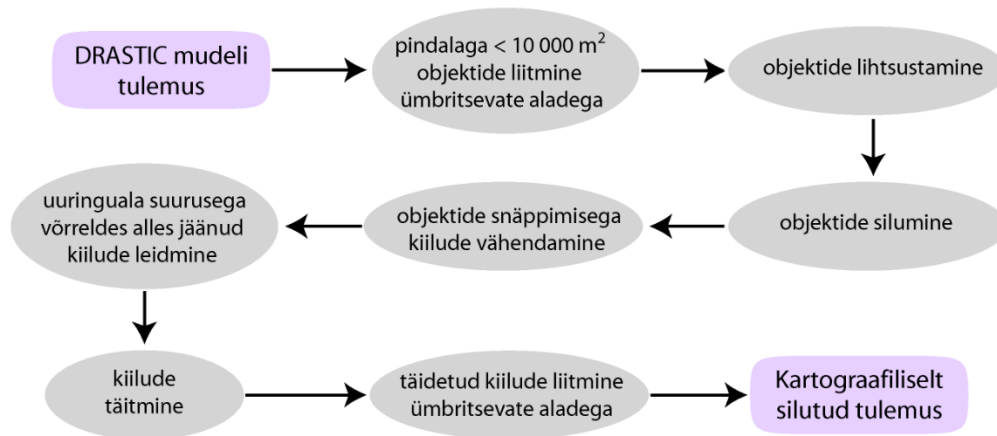 DRASTIC mudeli
tulemus
pindalaga < 10 000 m²
objektide liitmine
ümbritsevate aladega
objektide lihtsustamine
objektide silumine
objektide snäppimisega
kiilude vähendamine
uuringuala suurusega
võrreldes alles jäänud
kiilude leidmine
kiilude
täitmine
täidetud kiilude liitmine
ümbritsevate aladega
Kartograafiliselt
silutud tulemus